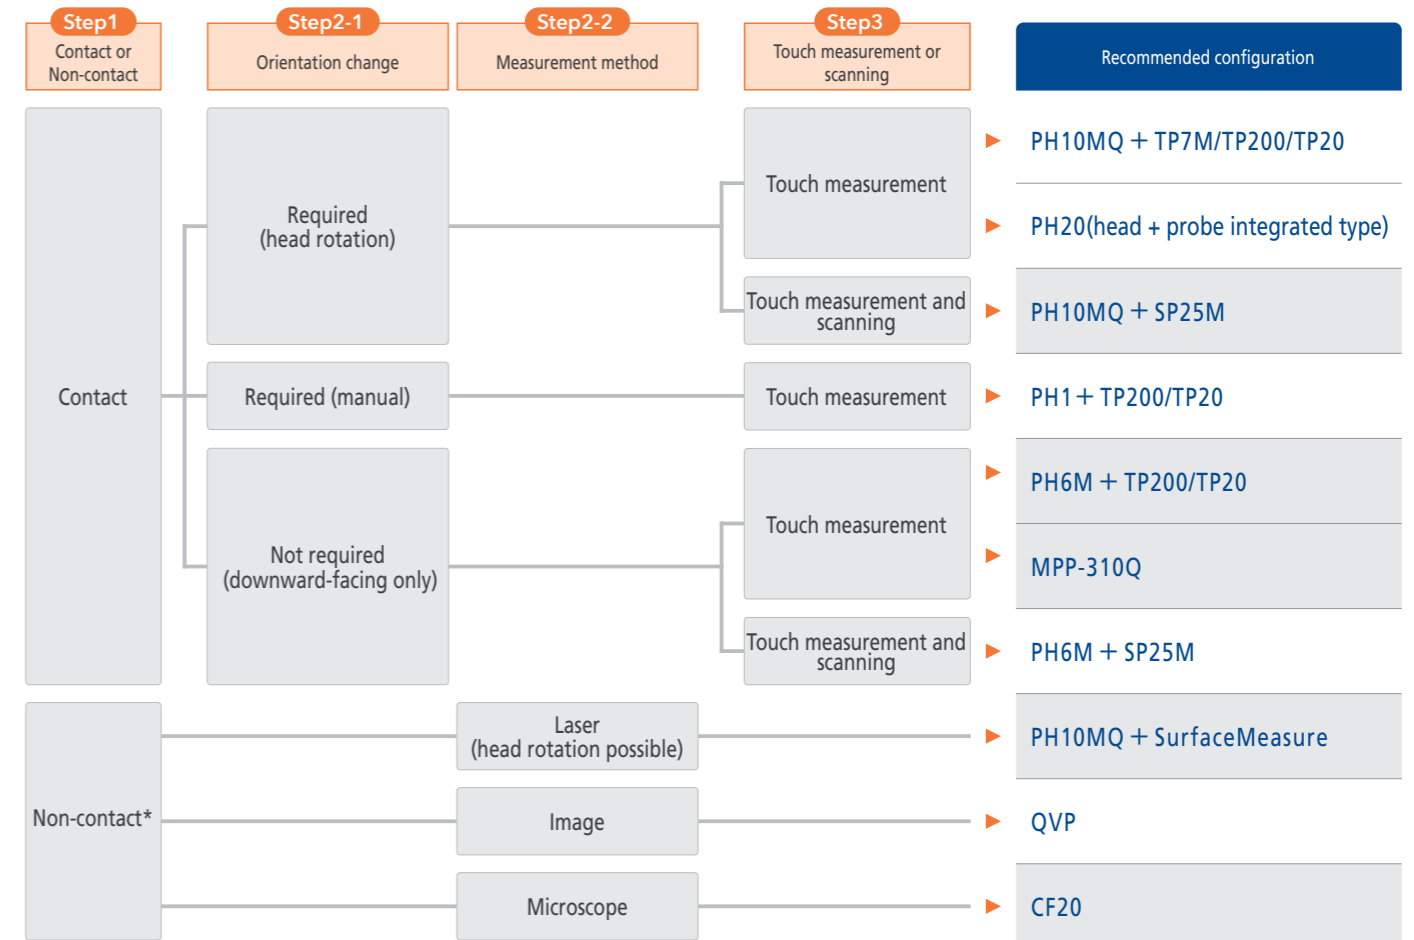 Step1
Contact or
Non-contact
Step2-1
Orientation change
Step2-2
Measurement method
Step3
Touch measurement or
scanning
Recommended configuration
Contact
Required
(head rotation)
Touch measurement
PH10MQ + TP7M/TP200/TP20
PH20(head + probe integrated type)
Touch measurement and
scanning
PH10MQ + SP25M
Required (manual)
Touch measurement
PH1 + TP200/TP20
Not required
(downward-facing only)
Touch measurement
PH6M + TP200/TP20
MPP-310Q
Touch measurement and
scanning
PH6M + SP25M
Non-contact*
Laser
(head rotation possible)
PH10MQ + SurfaceMeasure
Image
QVP
Microscope
CF20